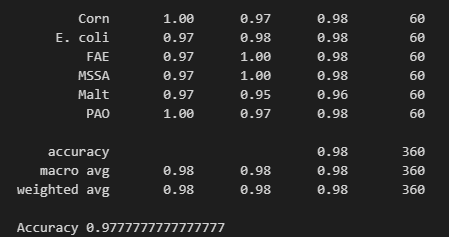 Corn 1.00 0.97 0.98 60
E. coli 0.97 0.98 0.98 60
FAE 0.97 1.00 0.98 60
MSSA 0.97 1.00 0.98 60
Malt 0.97 0.95 0.96 60
PAO 1.00 0.97 0.98 60
accuracy 0.98 360
macro avg 0.98 0.98 0.98 360
weighted avg 0.98 0.98 0.98 360
Accuracy 0.9777777777777777